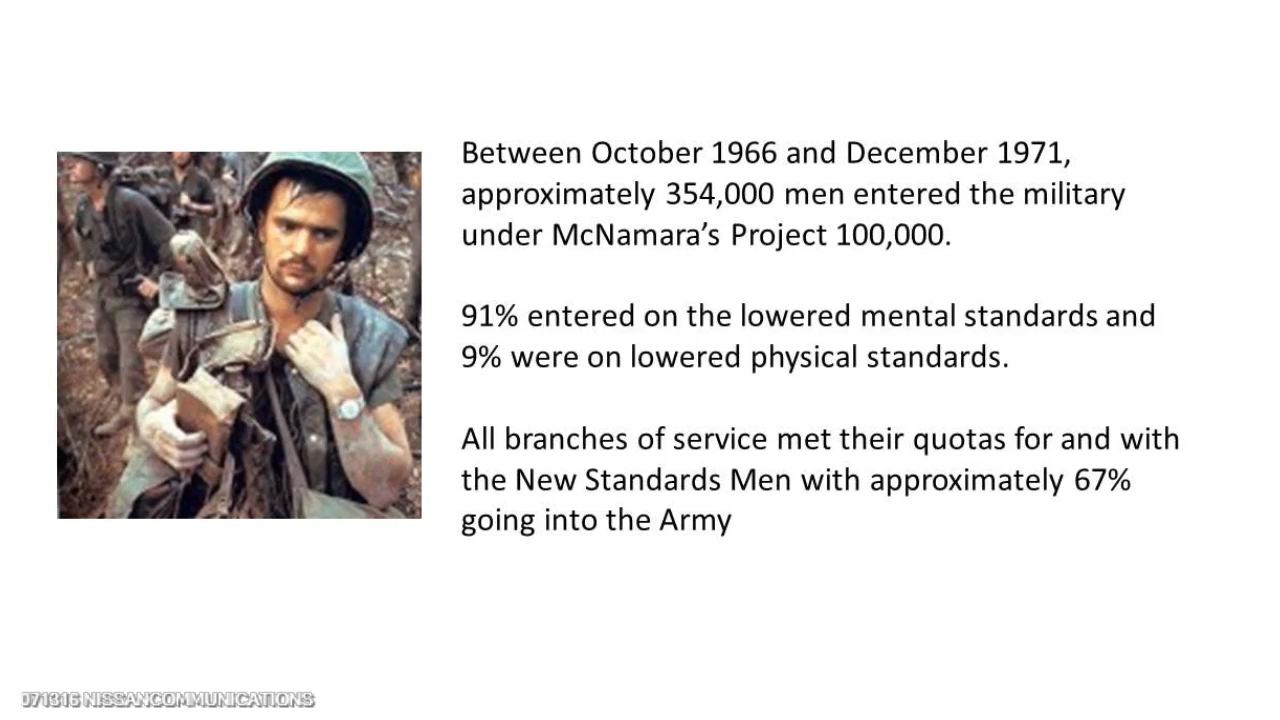 Between October 1966 and December 1971,
approximately 354,000 men entered the military
under McNamara’s Project 100,000.
91% entered on the lowered mental standards and
9% were on lowered physical standards.
All branches of service met their quotas for and with
the New Standards Men with approximately 67%
going into the Army
071316 NISSANCOMMUNICATIONS